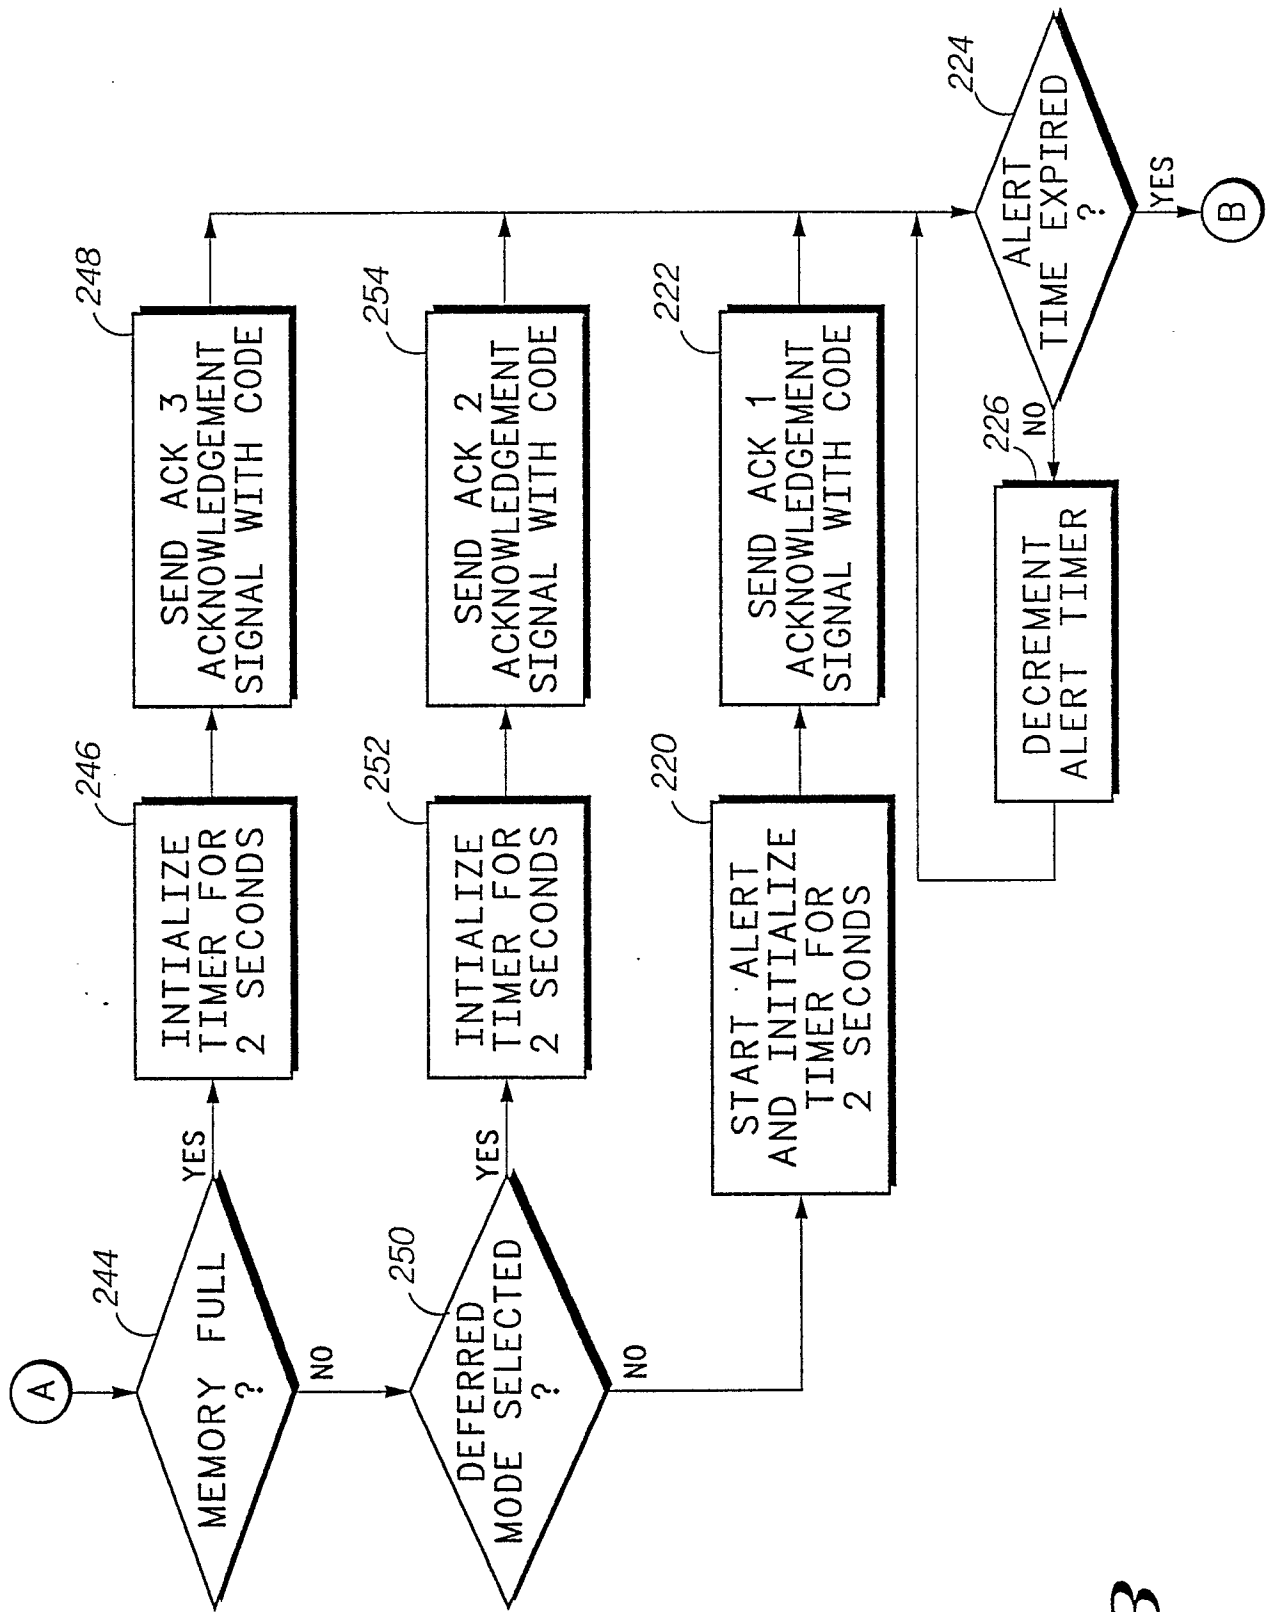 A
244
MEMORY FULL
?
YES
NO
246
INTIALIZE
TIMER FOR
2 SECONDS
248
SEND ACK 3
ACKNOWLEDGEMENT
SIGNAL WITH CODE
250
DEFERRED
MODE SELECTED
?
YES
NO
252
INTIALIZE
TIMER FOR
2 SECONDS
254
SEND ACK 2
ACKNOWLEDGEMENT
SIGNAL WITH CODE
220
START ALERT
AND INITIALIZE
TIMER FOR
2 SECONDS
222
SEND ACK 1
ACKNOWLEDGEMENT
SIGNAL WITH CODE
224
ALERT
TIME EXPIRED
?
NO
YES
226
DECREMENT
ALERT TIMER
B
3